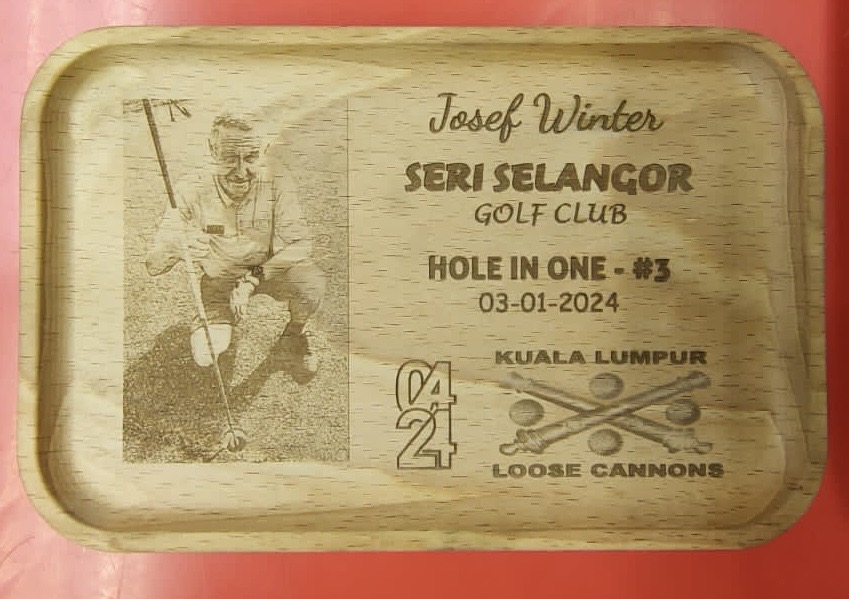 Josef Winter
SERI SELANGOR
GOLF CLUB
HOLE IN ONE - #3
03-01-2024
04
24
KUALA LUMPUR
LOOSE CANNONS